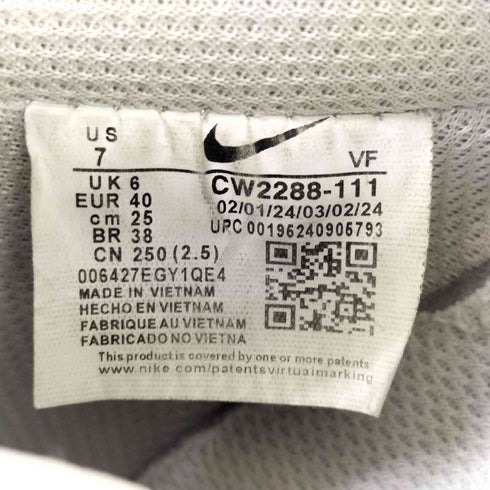 US
7
VF
UK 6
EUR 40
cm 25
BR 38
CN 250 (2.5)
CW2288-111
02/01/24/03/02/24
UPC 00196240905793
006427EGY1QE4
MADE IN VIETNAM
HECHO EN VIETNAM
FABRIQUE AU VIETNAM
FABRICADO NO VIETNA
This product is covered by one or more patents
www.nike.com/patentsvirtualmarking